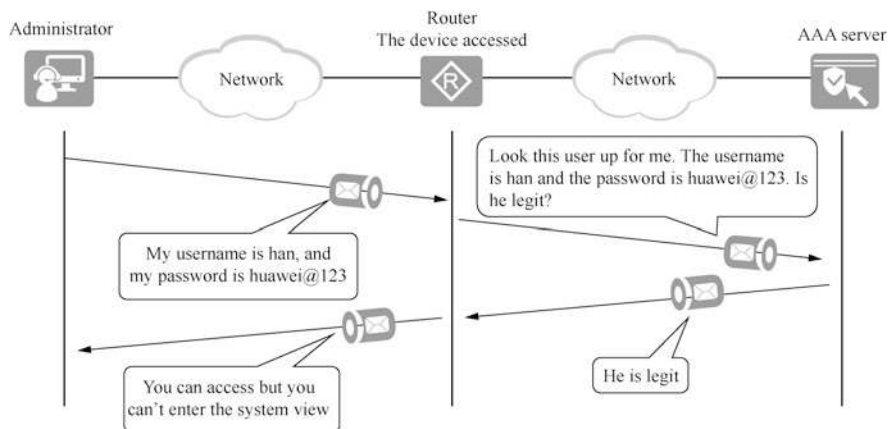 Administrator
Router
The device accessed
AAA server
Network
R
Network
Look this user up for me. The username
is han and the password is huawei@123. Is
he legit?
My username is han, and
my password is huawei@123
He is legit
You can access but you
can't enter the system view